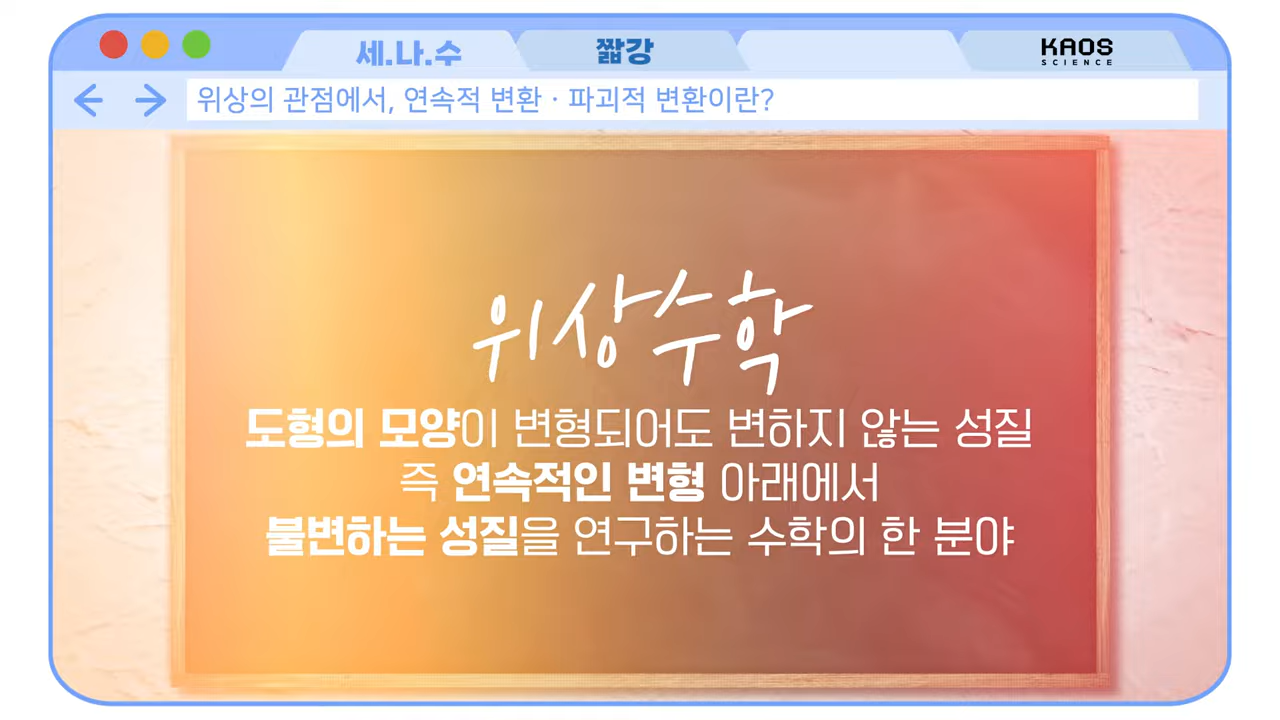 세.나.수
짧강
KAOS
SCIENCE
위상의 관점에서, 연속적 변환 · 파괴적 변환이란?
위상수학
도형의 모양이 변형되어도 변하지 않는 성질
즉 연속적인 변형 아래에서
불변하는 성질을 연구하는 수학의 한 분야